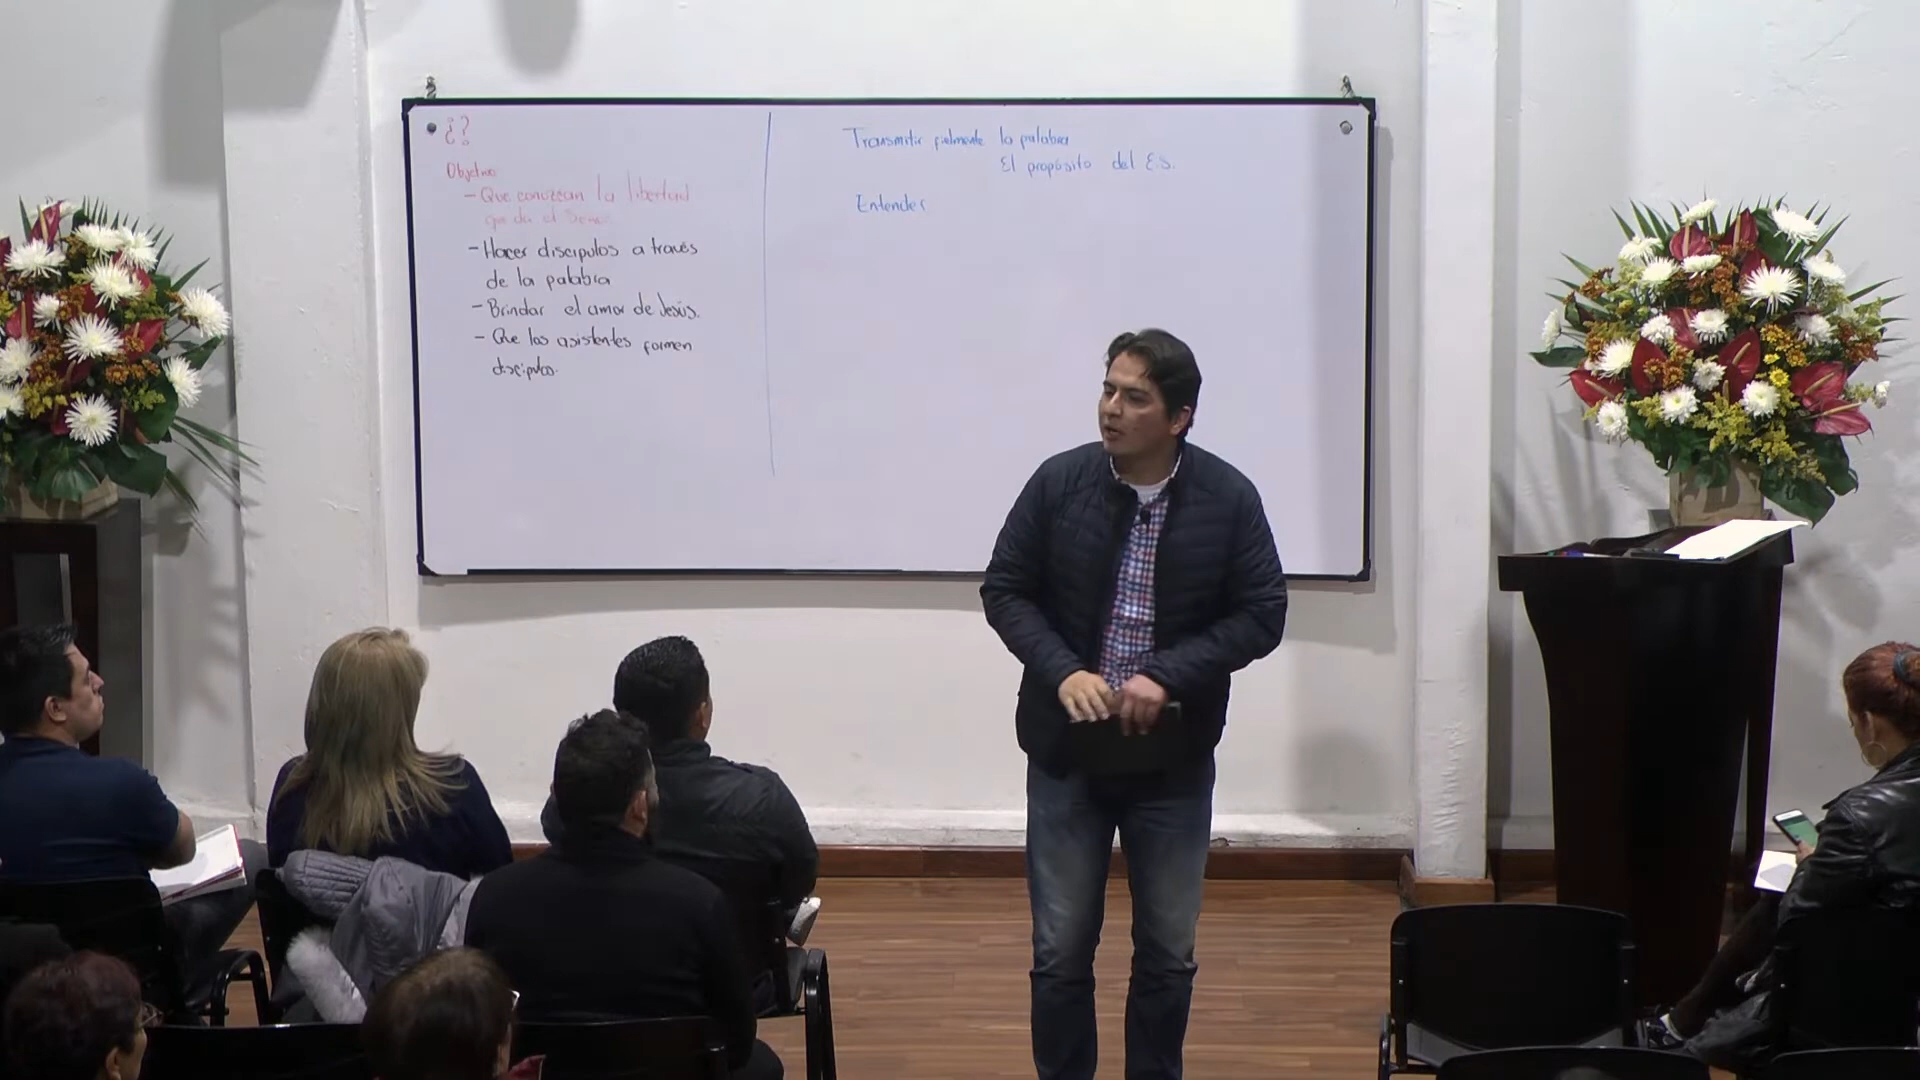 ¿?
Objetivo
- Que conozcan la libertad
que da el Señor
- Hacer discipulos a través
de la palabra
- Brindar el amor de Jesús.
- Que los asistentes formen
discipulos.
Transmitir fielmente la palabra
El propósito del E.S.
Entender